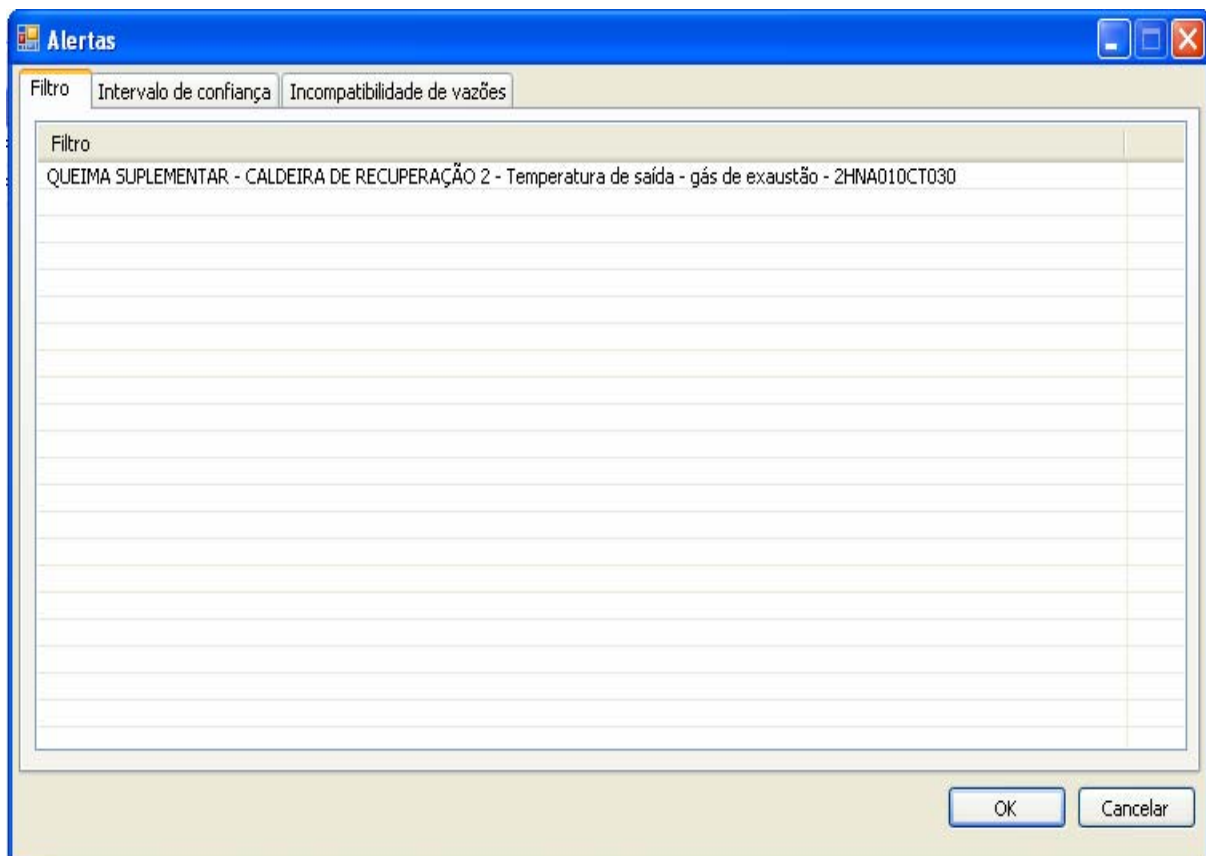 Alertas
Filtro Intervalo de confiança Incompatibilidade de vazões
Filtro
QUEIMA SUPLEMENTAR - CALDEIRA DE RECUPERAÇÃO 2 - Temperatura de saída - gás de exaustão - 2HNA010CT030
OK Cancelar